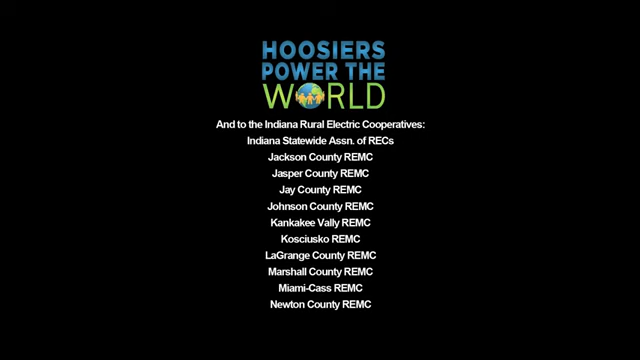 HOOSIERS
POWER THE
WORLD
And to the Indiana Rural Electric Cooperatives:
Indiana Statewide Assn. of RECs
Jackson County REMC
Jasper County REMC
Jay County REMC
Johnson County REMC
Kankakee Vally REMC
Kosciusko REMC
LaGrange County REMC
Marshall County REMC
Miami-Cass REMC
Newton County REMC